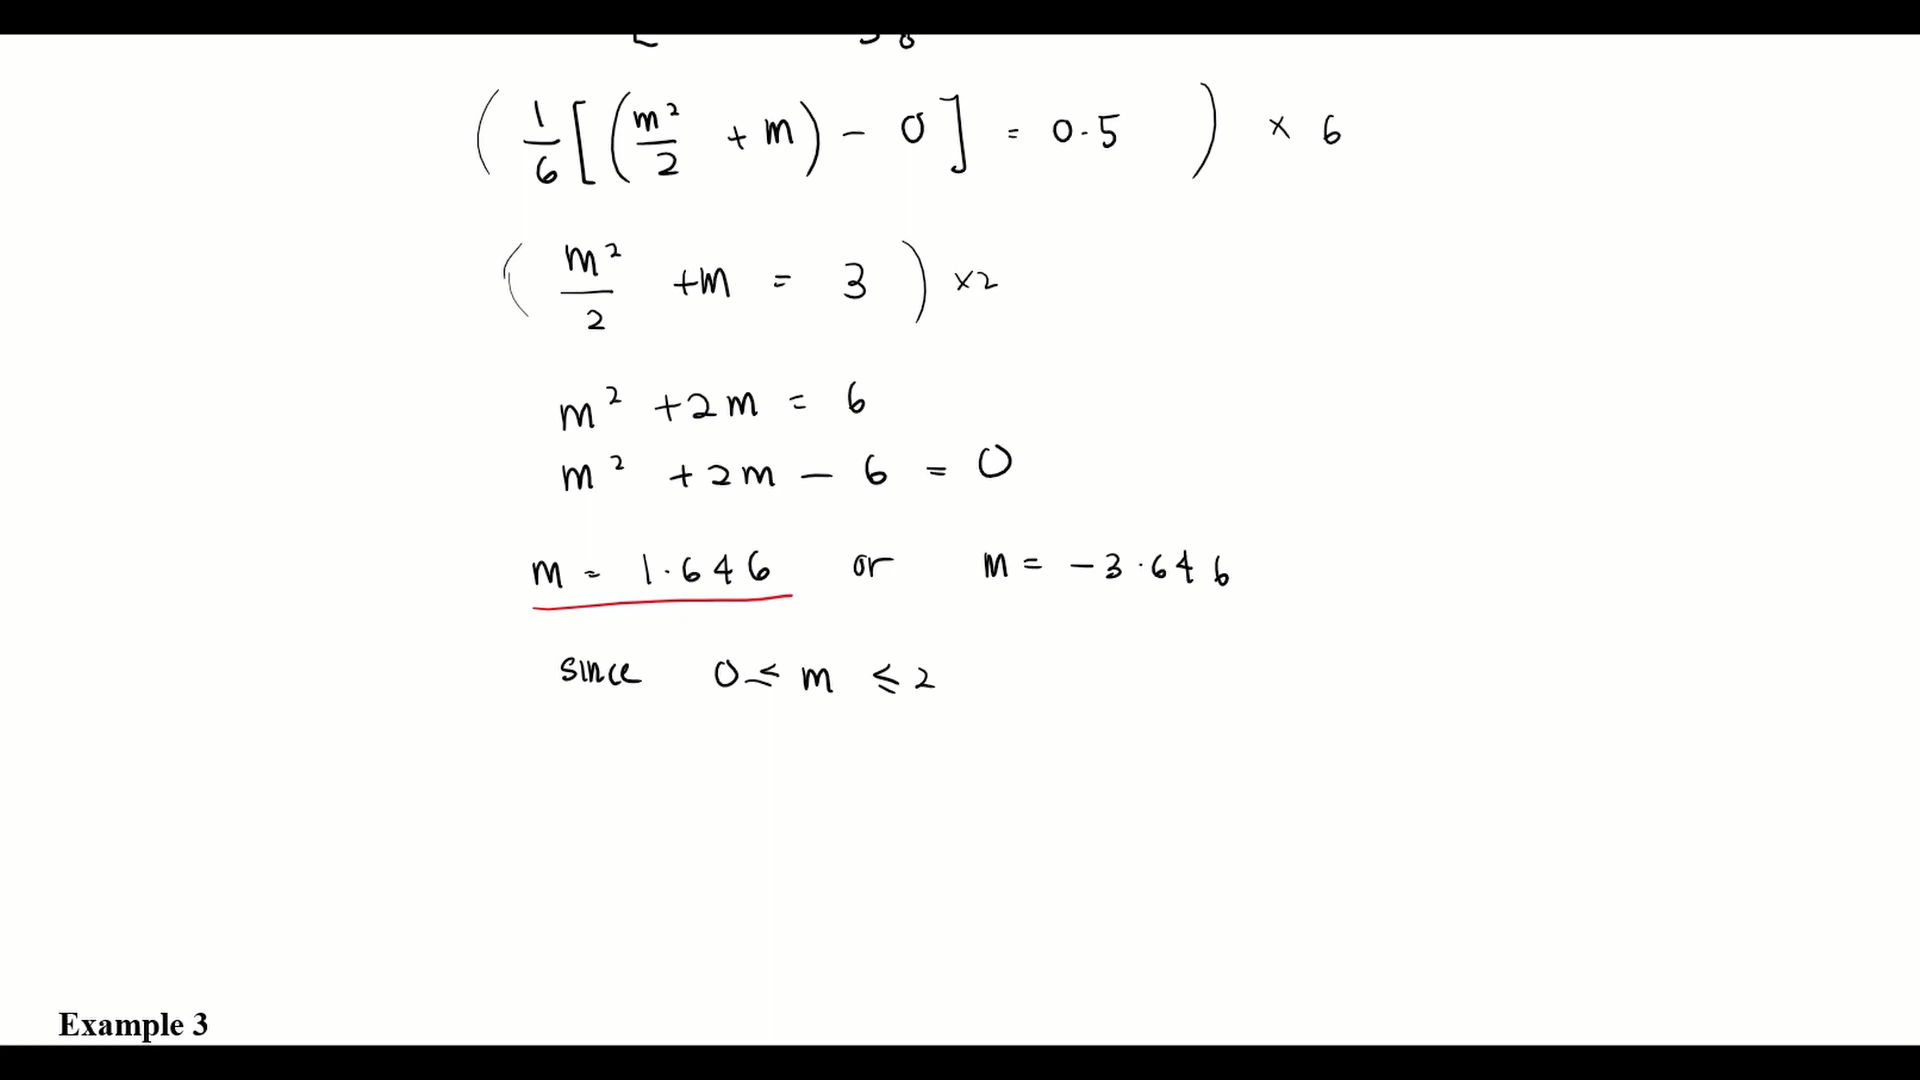 ( 1/6 [ ( m²/2 + m ) − 0 ] = 0.5 ) × 6
( m²/2 + m = 3 ) ×2
m² + 2m = 6
m² + 2m − 6 = 0
m = 1.646 or m = −3.646
since 0 ≤ m ≤ 2
Example 3